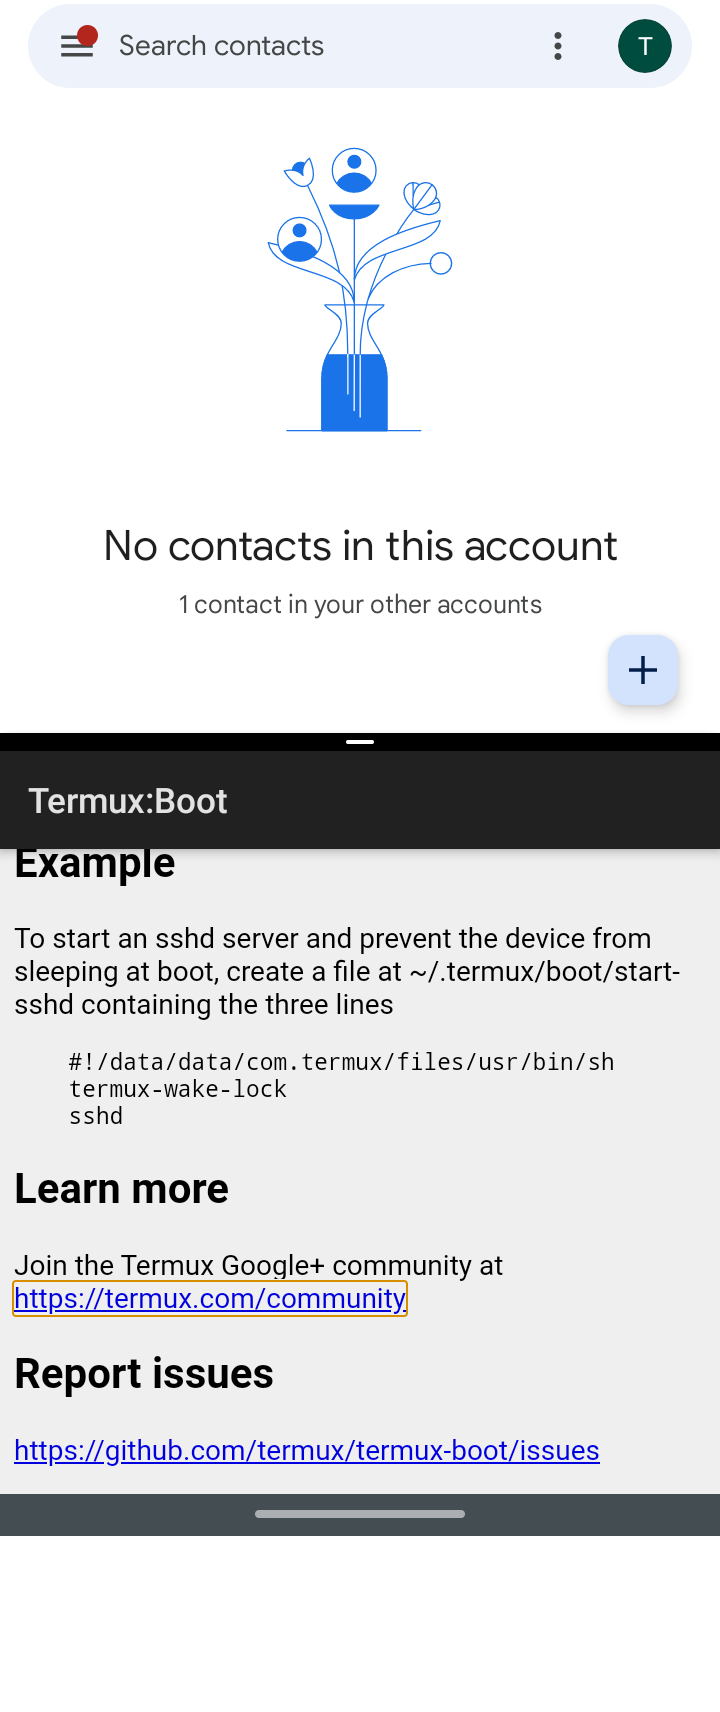 Search contacts
T
No contacts in this account
1 contact in your other accounts
Termux:Boot
Example
To start an sshd server and prevent the device from
sleeping at boot, create a file at ~/.termux/boot/start-
sshd containing the three lines
#!/data/data/com.termux/files/usr/bin/sh
termux-wake-lock
sshd
Learn more
Join the Termux Google+ community at
https://termux.com/community
Report issues
https://github.com/termux/termux-boot/issues